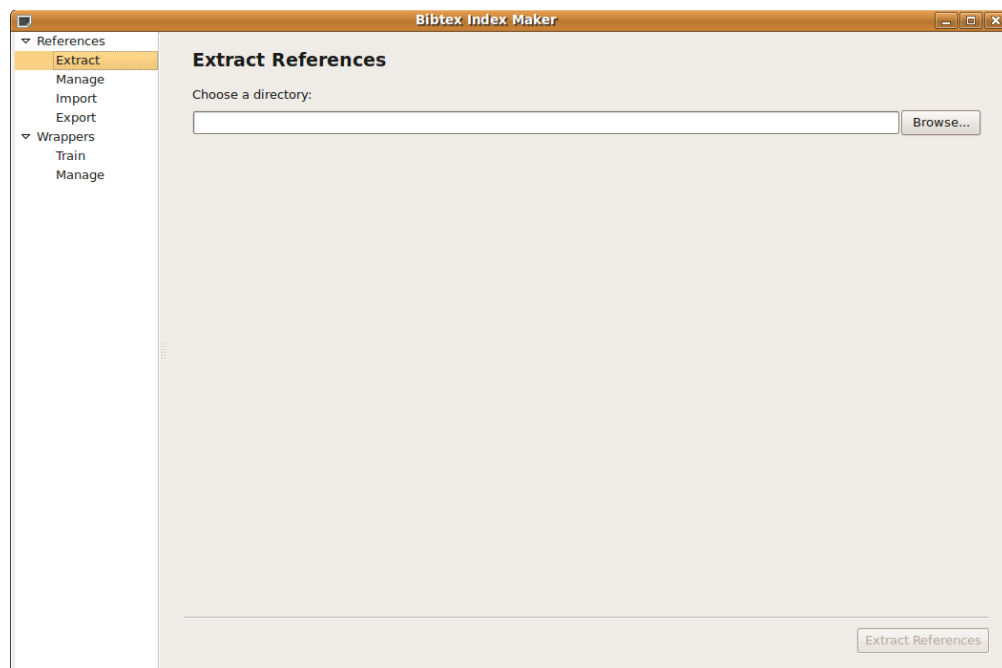 Bibtex Index Maker
References
Extract
Manage
Import
Export
Wrappers
Train
Manage
Extract References
Choose a directory:
Browse...
Extract References